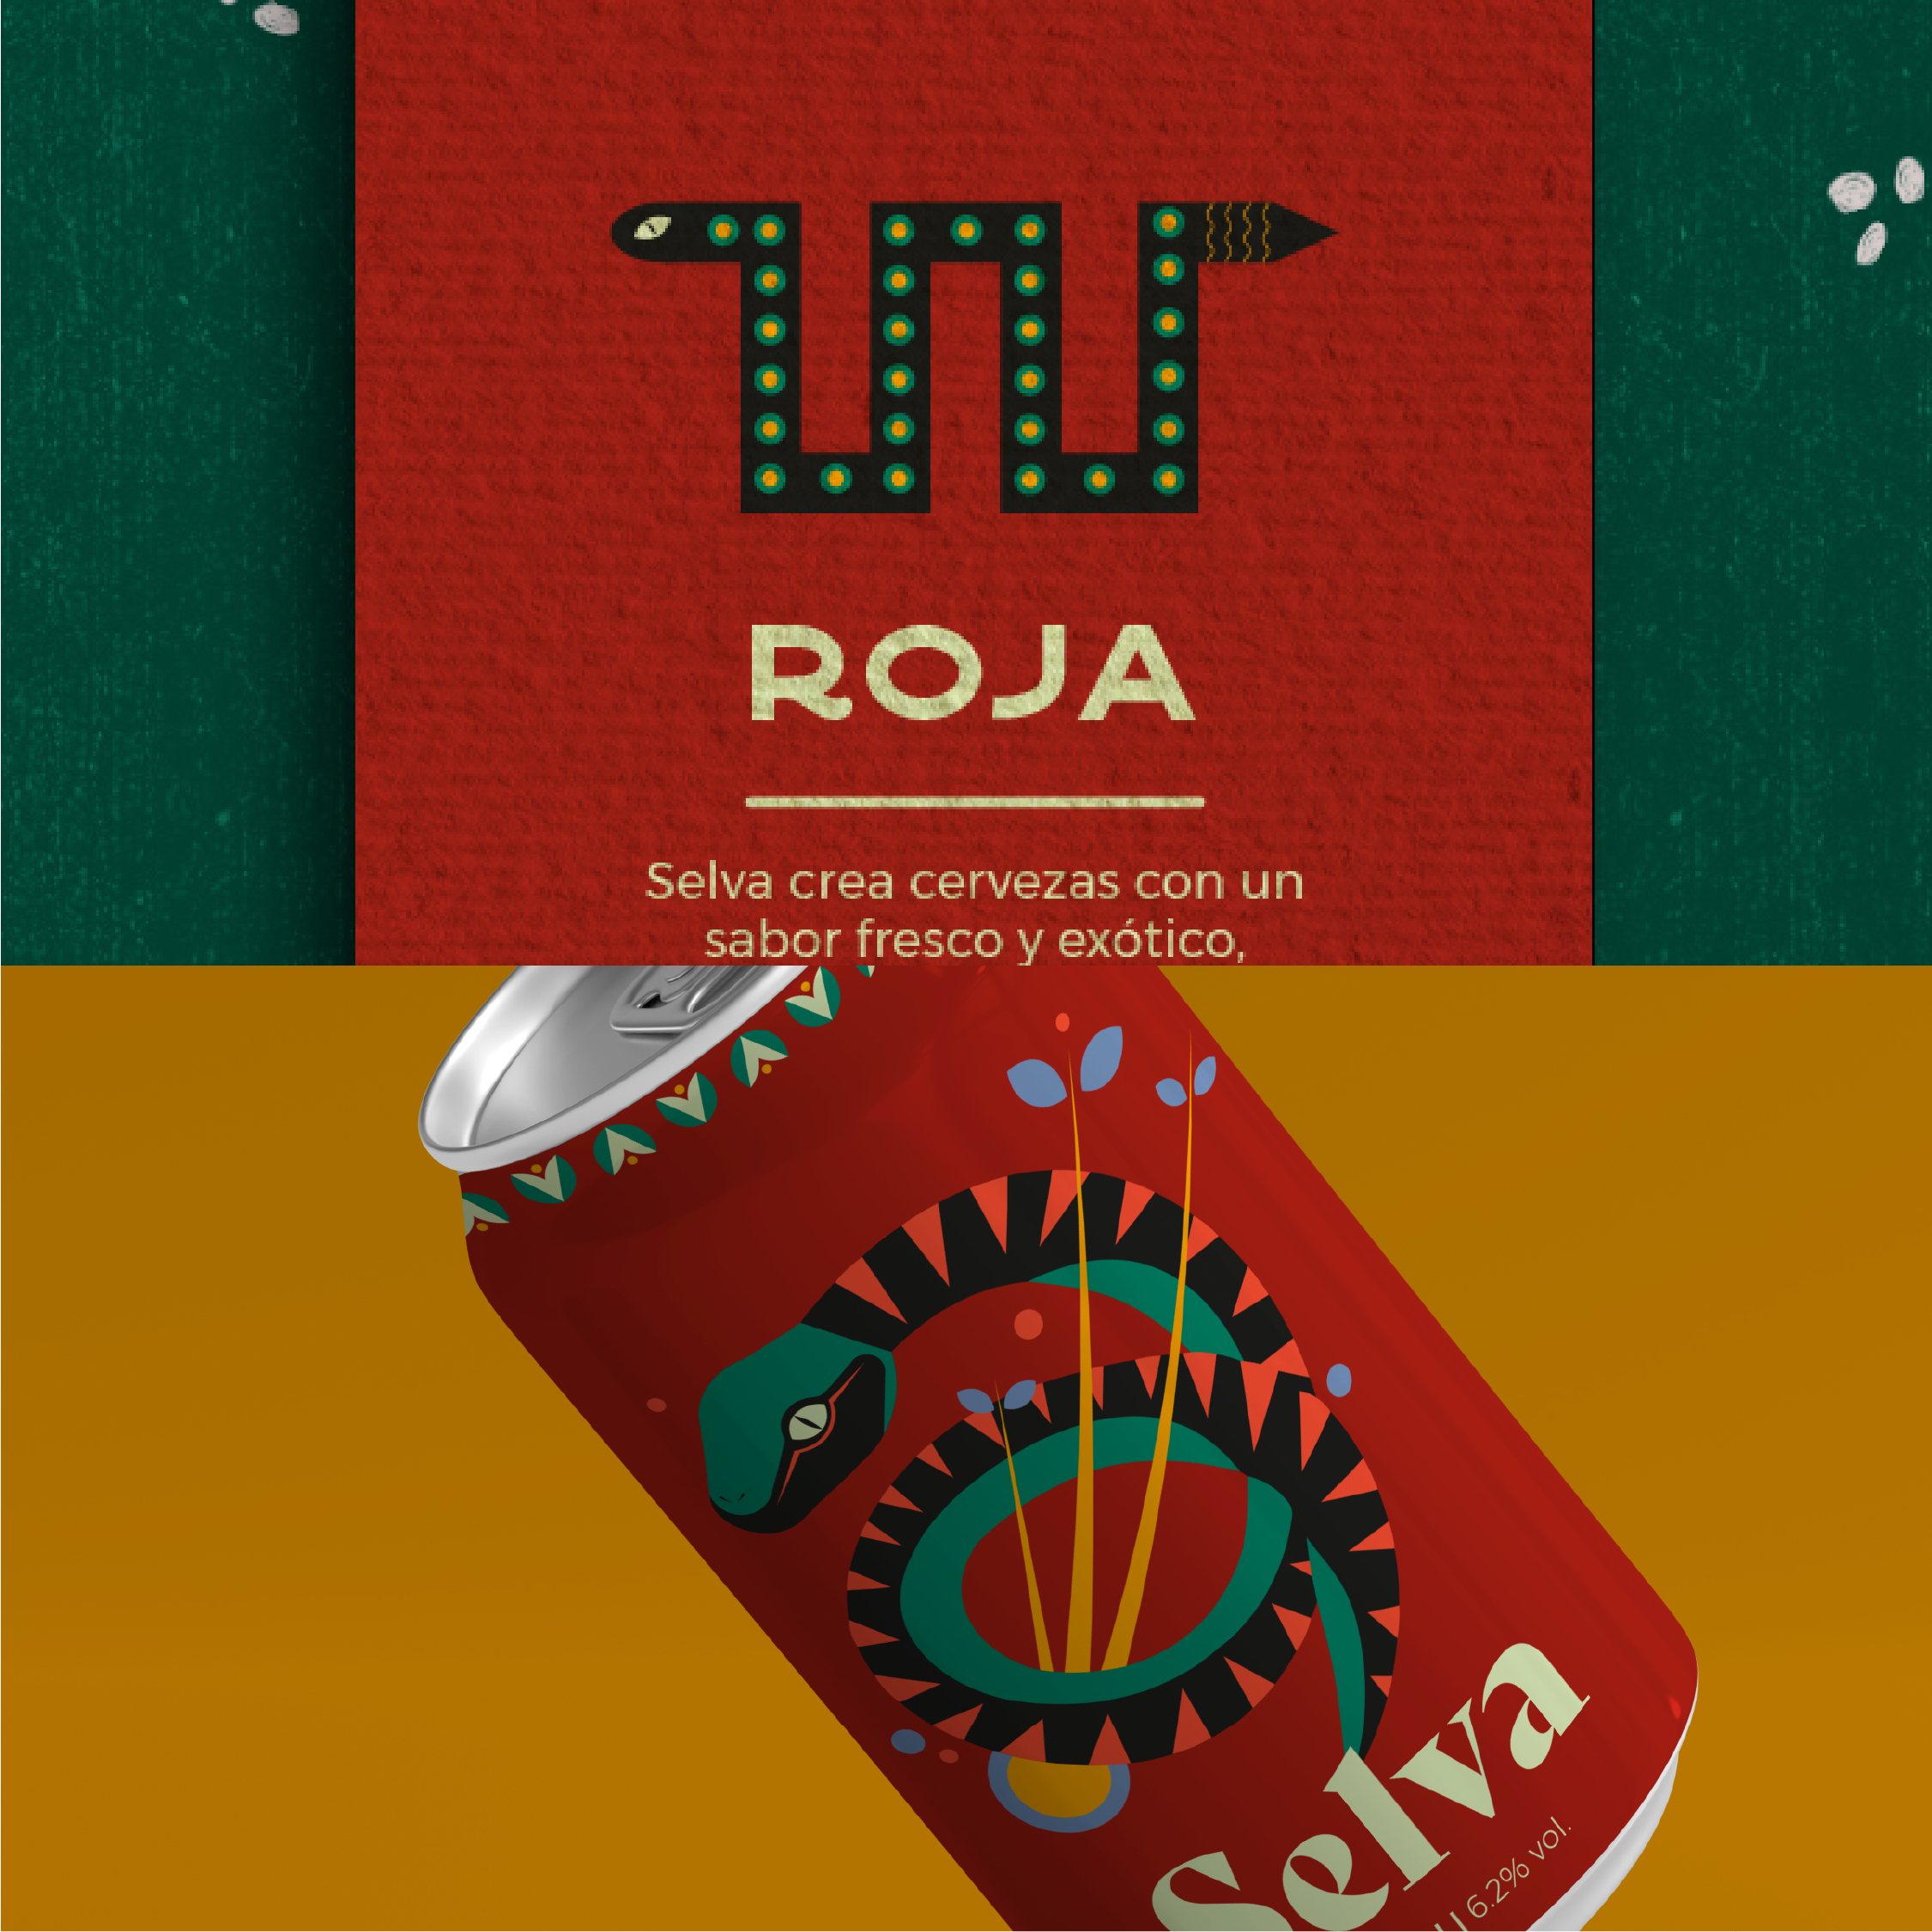 ROJA
Selva crea cervezas con un
sabor fresco y exótico,
Selva
6.2% vol.